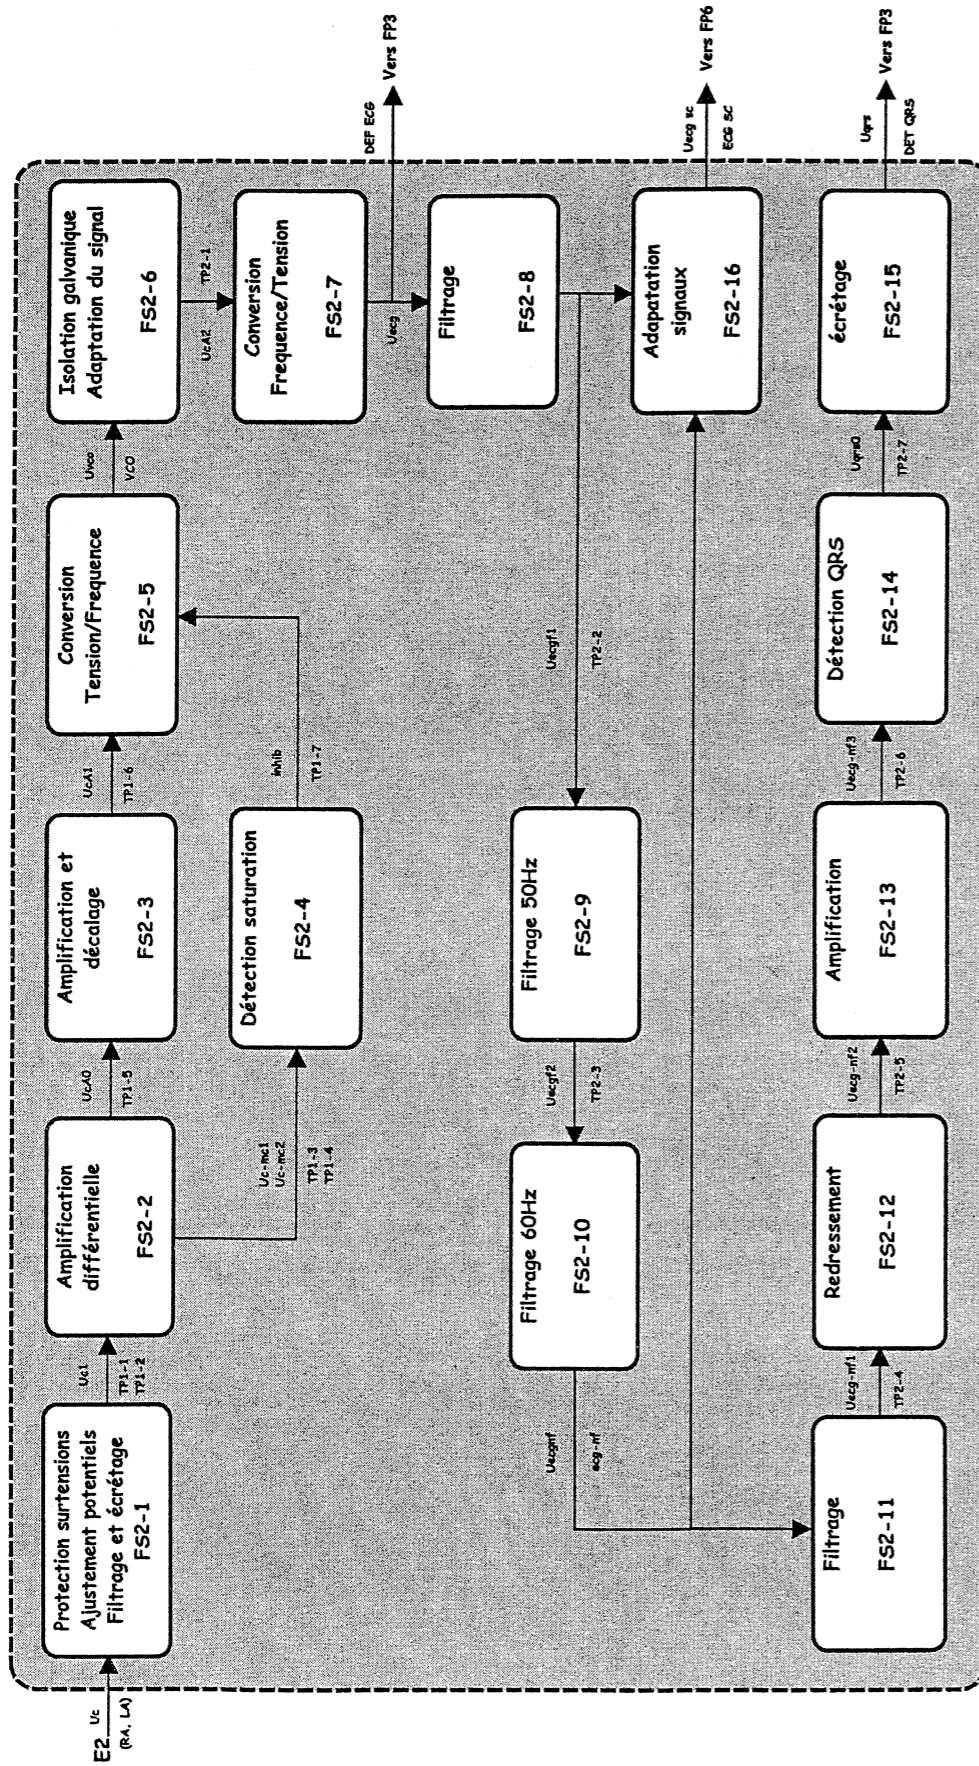 E2
Uc
(RA, LA)
Protection surtensions
Ajustement potentiels
Filtrage et écrétage
FS2-1
Uc1
TP1-1
TP1-2
Amplification
différentielle
FS2-2
UcA0
TP1-5
Amplification et
décalage
FS2-3
UcA1
TP1-6
Conversion
Tension/Frequence
FS2-5
Uvco
VCO
Isolation galvanique
Adaptation du signal
FS2-6
Uc-mc1
Uc-mc2
TP1-3
TP1-4
Détection saturation
FS2-4
inhib
TP1-7
UcA2
TP2-1
Conversion
Frequence/Tension
FS2-7
DEF ECG
Vers FP3
Uecg
Filtrage
FS2-8
Uecgf1
TP2-2
Filtrage 50Hz
FS2-9
Uecgf2
TP2-3
Filtrage 60Hz
FS2-10
Uecgnf
ecg-nf
Adapatation
signaux
FS2-16
Uecg sc
ECG SC
Vers FP6
Filtrage
FS2-11
Uecg-nf1
TP2-4
Redressement
FS2-12
Uecg-nf2
TP2-5
Amplification
FS2-13
Uecg-nf3
TP2-6
Détection QRS
FS2-14
Uqrs0
TP2-7
écrétage
FS2-15
Uqrs
DET QRS
Vers FP3